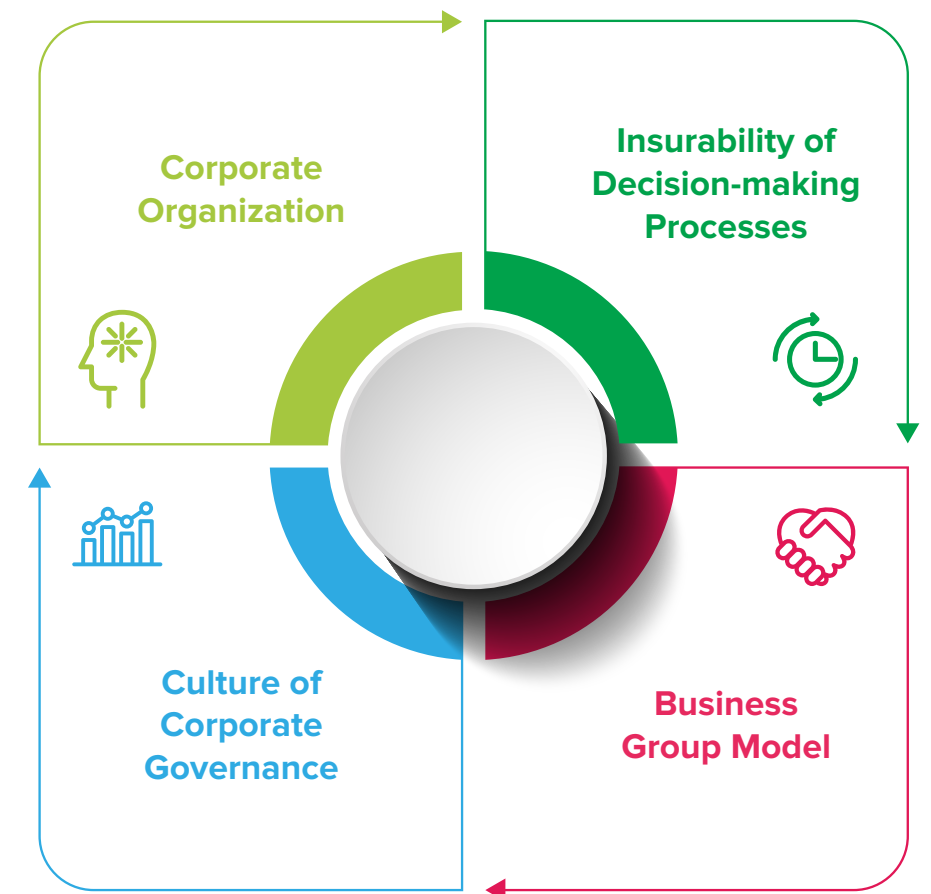 Corporate
Organization
Insurability of
Decision-making
Processes
Culture of
Corporate
Governance
Business
Group Model